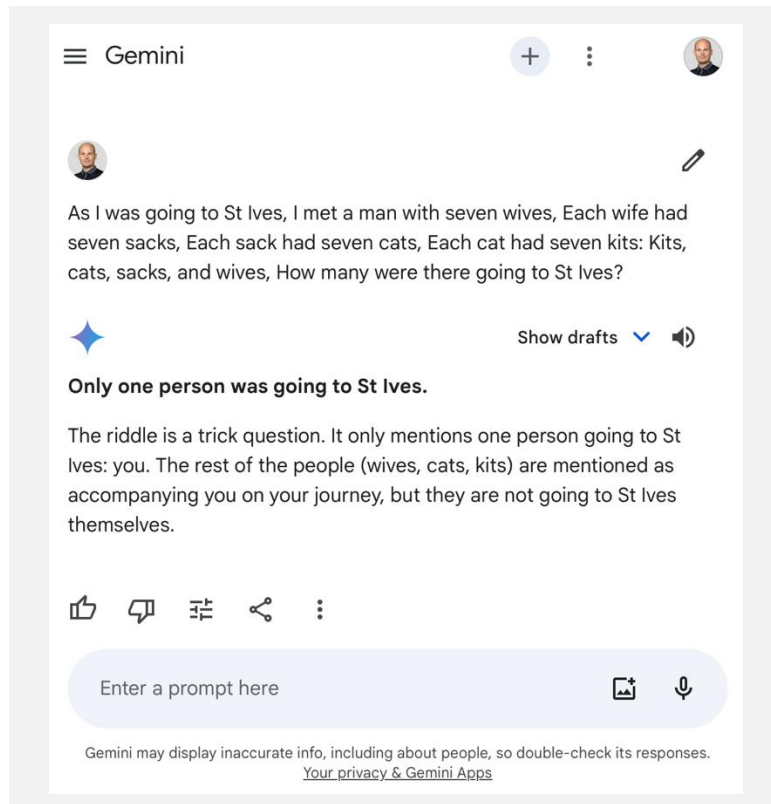 Gemini
As I was going to St Ives, I met a man with seven wives, Each wife had
seven sacks, Each sack had seven cats, Each cat had seven kits: Kits,
cats, sacks, and wives, How many were there going to St Ives?
Show drafts
Only one person was going to St Ives.
The riddle is a trick question. It only mentions one person going to St
Ives: you. The rest of the people (wives, cats, kits) are mentioned as
accompanying you on your journey, but they are not going to St Ives
themselves.
Enter a prompt here
Gemini may display inaccurate info, including about people, so double-check its responses.
Your privacy & Gemini Apps